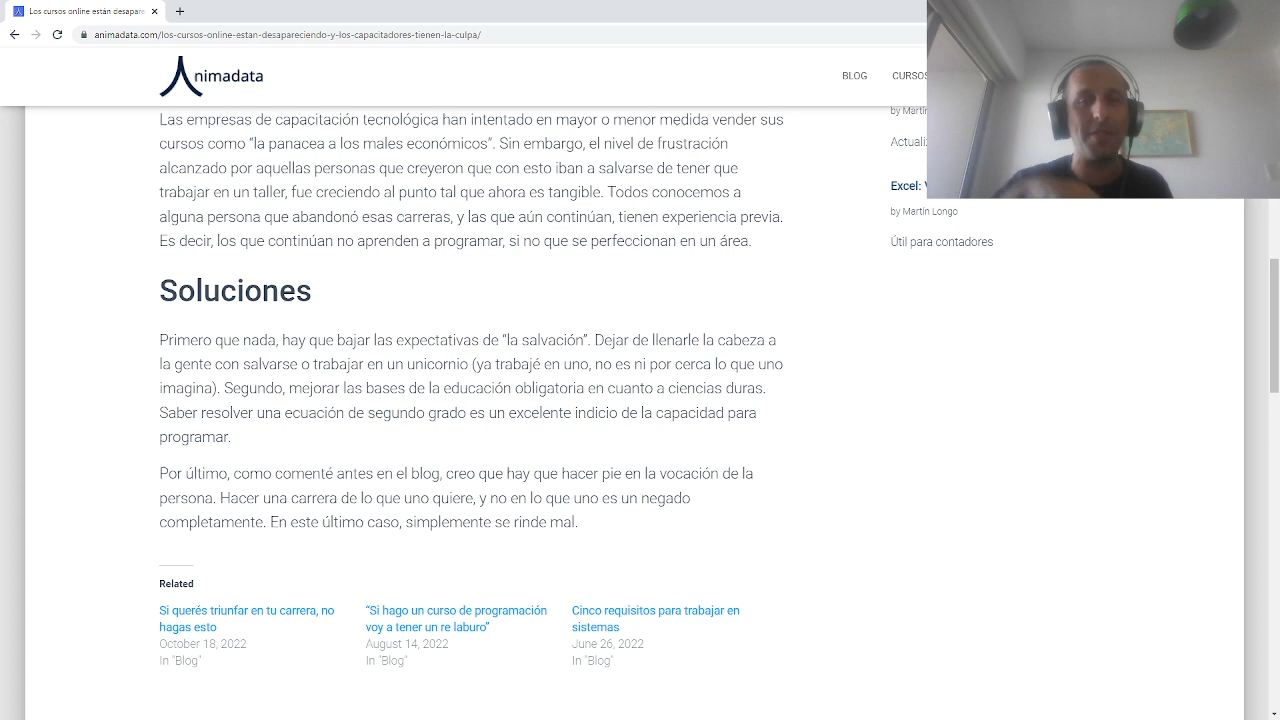 Los cursos online están desapare
animadata.com/los-cursos-online-estan-desapareciendo-y-los-capacitadores-tienen-la-culpa/
nimadata
BLOG
CURSOS
Las empresas de capacitación tecnológica han intentado en mayor o menor medida vender sus
cursos como “la panacea a los males económicos”. Sin embargo, el nivel de frustración
alcanzado por aquellas personas que creyeron que con esto iban a salvarse de tener que
trabajar en un taller, fue creciendo al punto tal que ahora es tangible. Todos conocemos a
alguna persona que abandonó esas carreras, y las que aún continúan, tienen experiencia previa.
Es decir, los que continúan no aprenden a programar, si no que se perfeccionan en un área.
Soluciones
Primero que nada, hay que bajar las expectativas de “la salvación”. Dejar de llenarle la cabeza a
la gente con salvarse o trabajar en un unicornio (ya trabajé en uno, no es ni por cerca lo que uno
imagina). Segundo, mejorar las bases de la educación obligatoria en cuanto a ciencias duras.
Saber resolver una ecuación de segundo grado es un excelente indicio de la capacidad para
programar.
Por último, como comenté antes en el blog, creo que hay que hacer pie en la vocación de la
persona. Hacer una carrera de lo que uno quiere, y no en lo que uno es un negado
completamente. En este último caso, simplemente se rinde mal.
Related
Si querés triunfar en tu carrera, no
hagas esto
October 18, 2022
In "Blog"
“Si hago un curso de programación
voy a tener un re laburo”
August 14, 2022
In "Blog"
Cinco requisitos para trabajar en
sistemas
June 26, 2022
In "Blog"
by Martín
Actualiz
Excel:
by Martín Longo
Útil para contadores